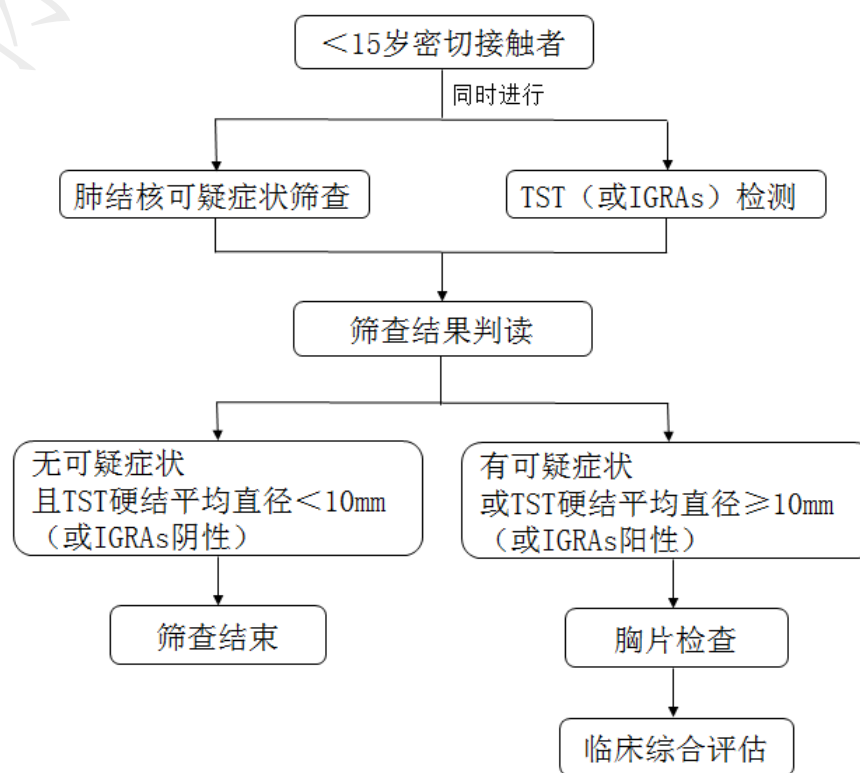 <15岁密切接触者
同时进行
肺结核可疑症状筛查
TST（或IGRAs）检测
筛查结果判读
无可疑症状
且TST硬结平均直径<10mm
（或IGRAs阴性）
有可疑症状
或TST硬结平均直径≥10mm
（或IGRAs阳性）
筛查结束
胸片检查
临床综合评估